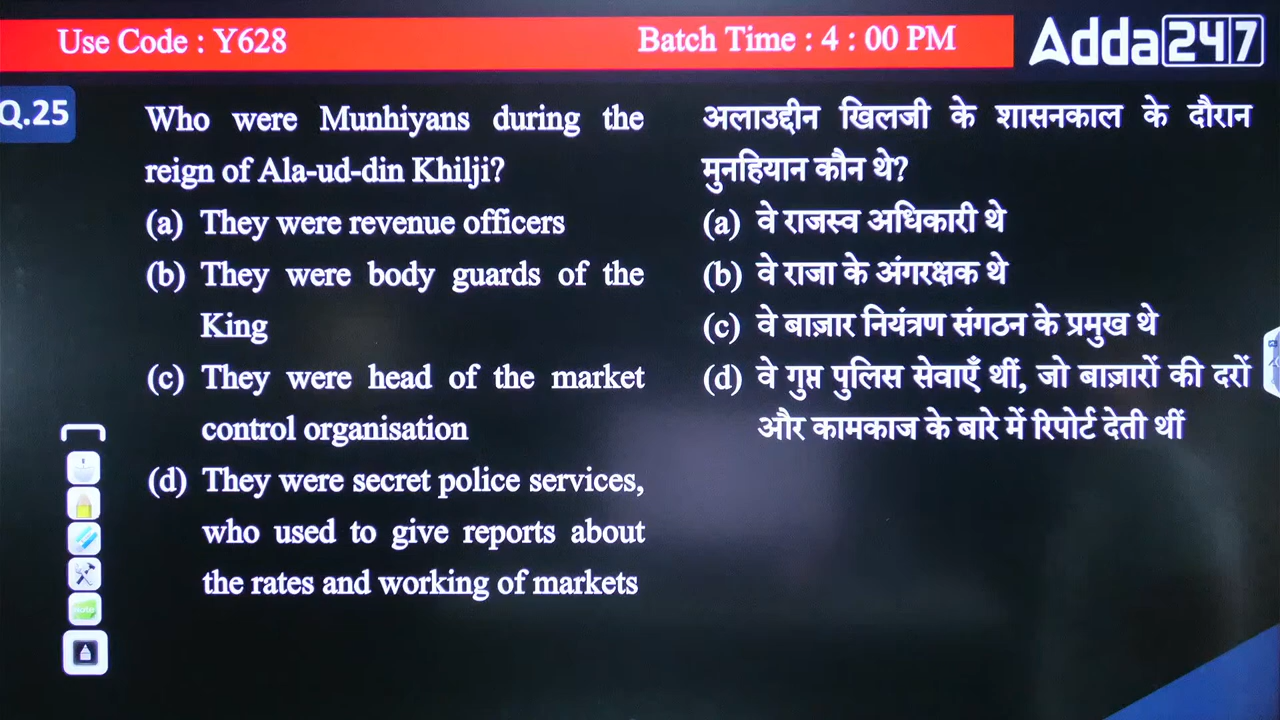 Use Code : Y628
Batch Time : 4 : 00 PM
Adda247
Q.25
Who were Munhiyans during the
reign of Ala-ud-din Khilji?
(a) They were revenue officers
(b) They were body guards of the
King
(c) They were head of the market
control organisation
(d) They were secret police services,
who used to give reports about
the rates and working of markets
अलाउद्दीन खिलजी के शासनकाल के दौरान
मुनहियान कौन थे?
(a) वे राजस्व अधिकारी थे
(b) वे राजा के अंगरक्षक थे
(c) वे बाज़ार नियंत्रण संगठन के प्रमुख थे
(d) वे गुप्त पुलिस सेवाएँ थीं, जो बाज़ारों की दरों
और कामकाज के बारे में रिपोर्ट देती थीं